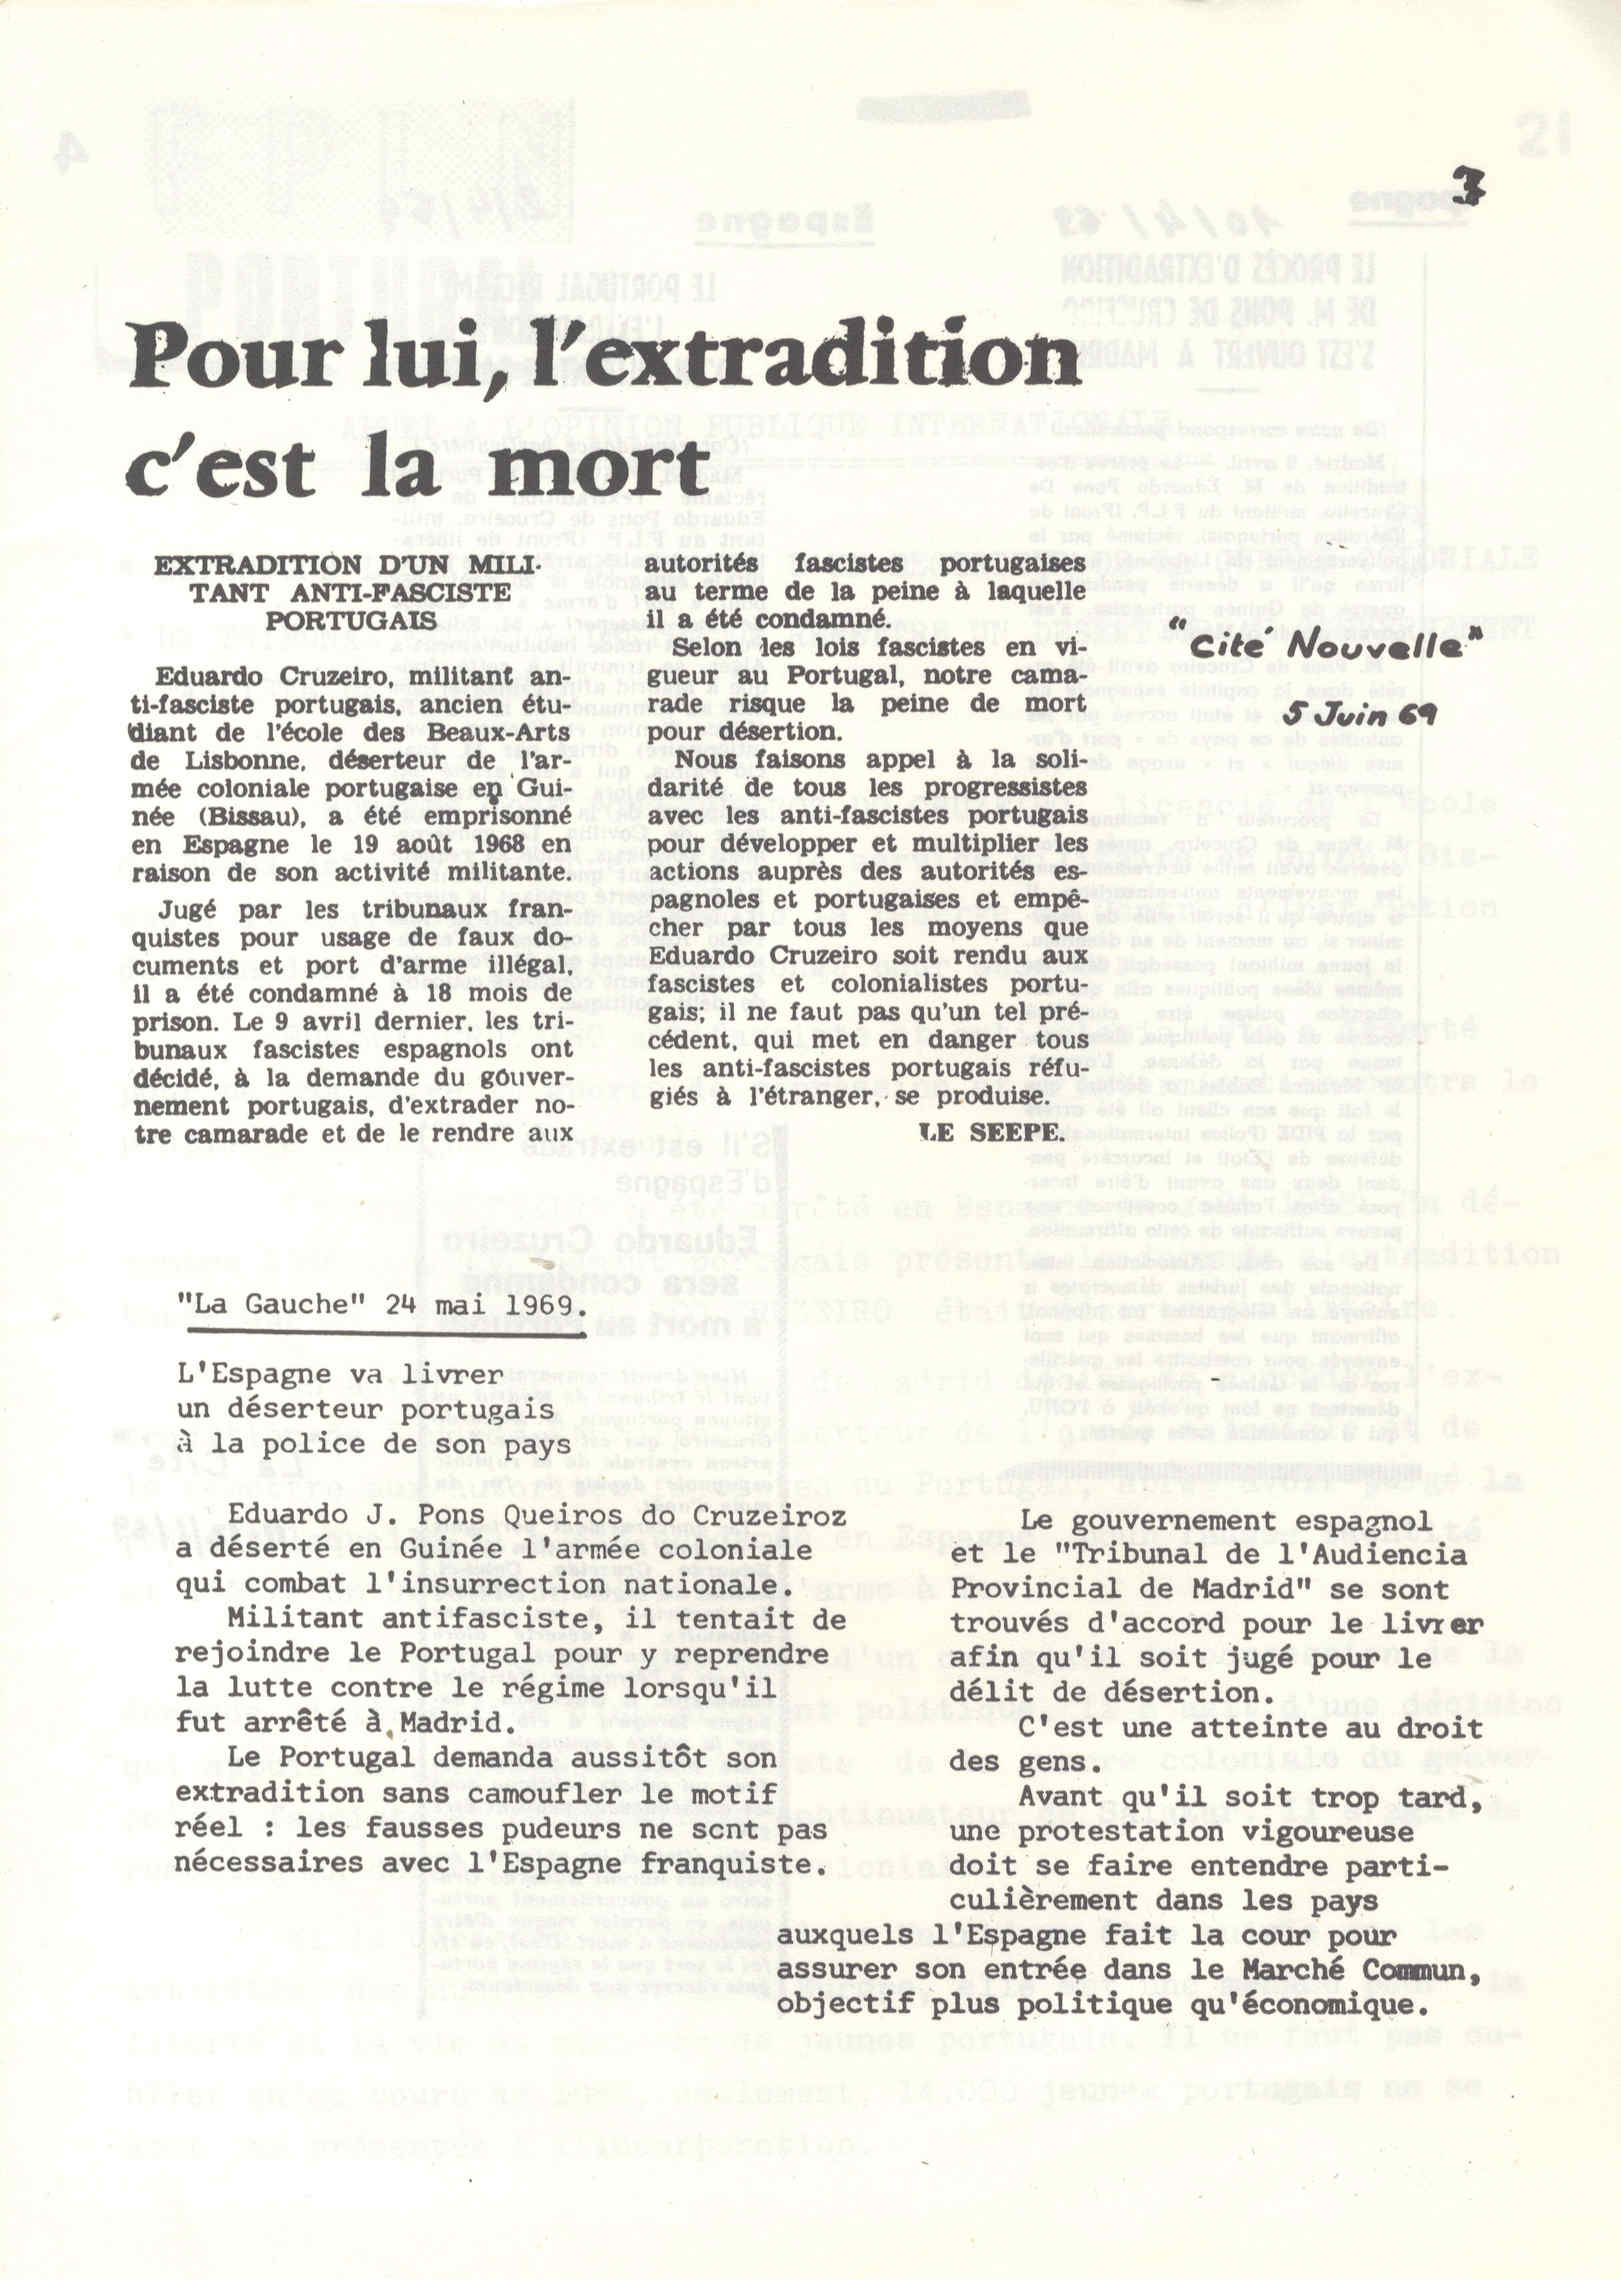 3
Pour lui, l'extradition
c'est la mort
EXTRADITION D'UN MILI-
TANT ANTI-FASCISTE
PORTUGAIS
Eduardo Cruzeiro, militant an-
ti-fasciste portugais, ancien étu-
diant de l'école des Beaux-Arts
de Lisbonne, déserteur de l'ar-
mée coloniale portugaise en Gui-
née (Bissau), a été emprisonné
en Espagne le 19 août 1968 en
raison de son activité militante.
Jugé par les tribunaux fran-
quistes pour usage de faux do-
cuments et port d'arme illégal,
il a été condamné à 18 mois de
prison. Le 9 avril dernier, les tri-
bunaux fascistes espagnols ont
décidé, à la demande du gouver-
nement portugais, d'extrader no-
tre camarade et de le rendre aux
autorités fascistes portugaises
au terme de la peine à laquelle
il a été condamné.
Selon les lois fascistes en vi-
gueur au Portugal, notre cama-
rade risque la peine de mort
pour désertion.
Nous faisons appel à la soli-
darité de tous les progressistes
avec les anti-fascistes portugais
pour développer et multiplier les
actions auprès des autorités es-
pagnoles et portugaises et empê-
cher par tous les moyens que
Eduardo Cruzeiro soit rendu aux
fascistes et colonialistes portu-
gais; il ne faut pas qu'un tel pré-
cédent, qui met en danger tous
les anti-fascistes portugais réfu-
giés à l'étranger, se produise.
LE SEEPE.
"Cité Nouvelle"
5 Juin 69
"La Gauche" 24 mai 1969.
L'Espagne va livrer
un déserteur portugais
à la police de son pays
Eduardo J. Pons Queiros do Cruzeiroz
a déserté en Guinée l'armée coloniale
qui combat l'insurrection nationale.
Militant antifasciste, il tentait de
rejoindre le Portugal pour y reprendre
la lutte contre le régime lorsqu'il
fut arrêté à Madrid.
Le Portugal demanda aussitôt son
extradition sans camoufler le motif
réel : les fausses pudeurs ne sont pas
nécessaires avec l'Espagne franquiste.
Le gouvernement espagnol
et le "Tribunal de l'Audiencia
Provincial de Madrid" se sont
trouvés d'accord pour le livrer
afin qu'il soit jugé pour le
délit de désertion.
C'est une atteinte au droit
des gens.
Avant qu'il soit trop tard,
une protestation vigoureuse
doit se faire entendre parti-
culièrement dans les pays
auxquels l'Espagne fait la cour pour
assurer son entrée dans le Marché Commun,
objectif plus politique qu'économique.